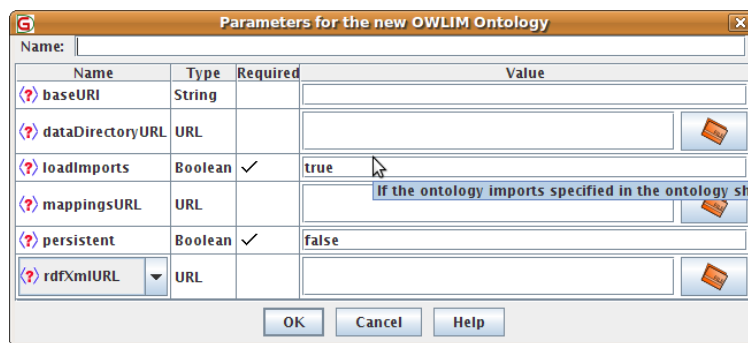 Parameters for the new OWLIM Ontology
Name:
Name Type Required Value
<?> baseURI String
<?> dataDirectoryURL URL
<?> loadImports Boolean ✓ true
If the ontology imports specified in the ontology sh
<?> mappingsURL URL
<?> persistent Boolean ✓ false
<?> rdfXmlURL URL
OK Cancel Help